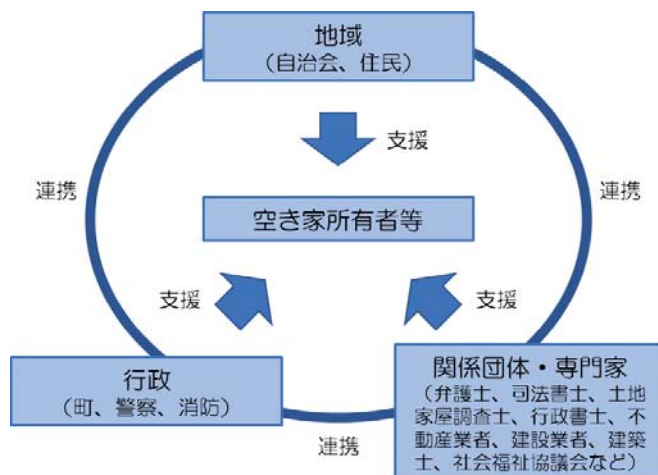 地域
（自治会、住民）
支援
連携
連携
空き家所有者等
支援
支援
行政
（町、警察、消防）
関係団体・専門家
（弁護士、司法書士、土地
家屋調査士、行政書士、不
動産業者、建設業者、建築
士、社会福祉協議会など）
連携